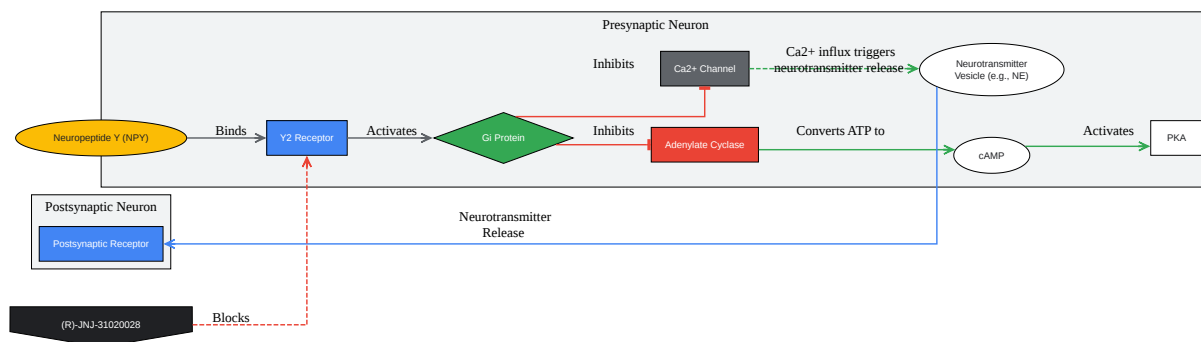 Presynaptic Neuron
Inhibits
Ca2+ Channel
Ca2+ influx triggers
neurotransmitter release
Neurotransmitter
Vesicle (e.g., NE)
Neuropeptide Y (NPY)
Binds
Y2 Receptor
Activates
Gi Protein
Inhibits
Adenylate Cyclase
Converts ATP to
cAMP
Activates
PKA
Postsynaptic Neuron
Postsynaptic Receptor
Neurotransmitter
Release
(R)-JNJ-31020028
Blocks